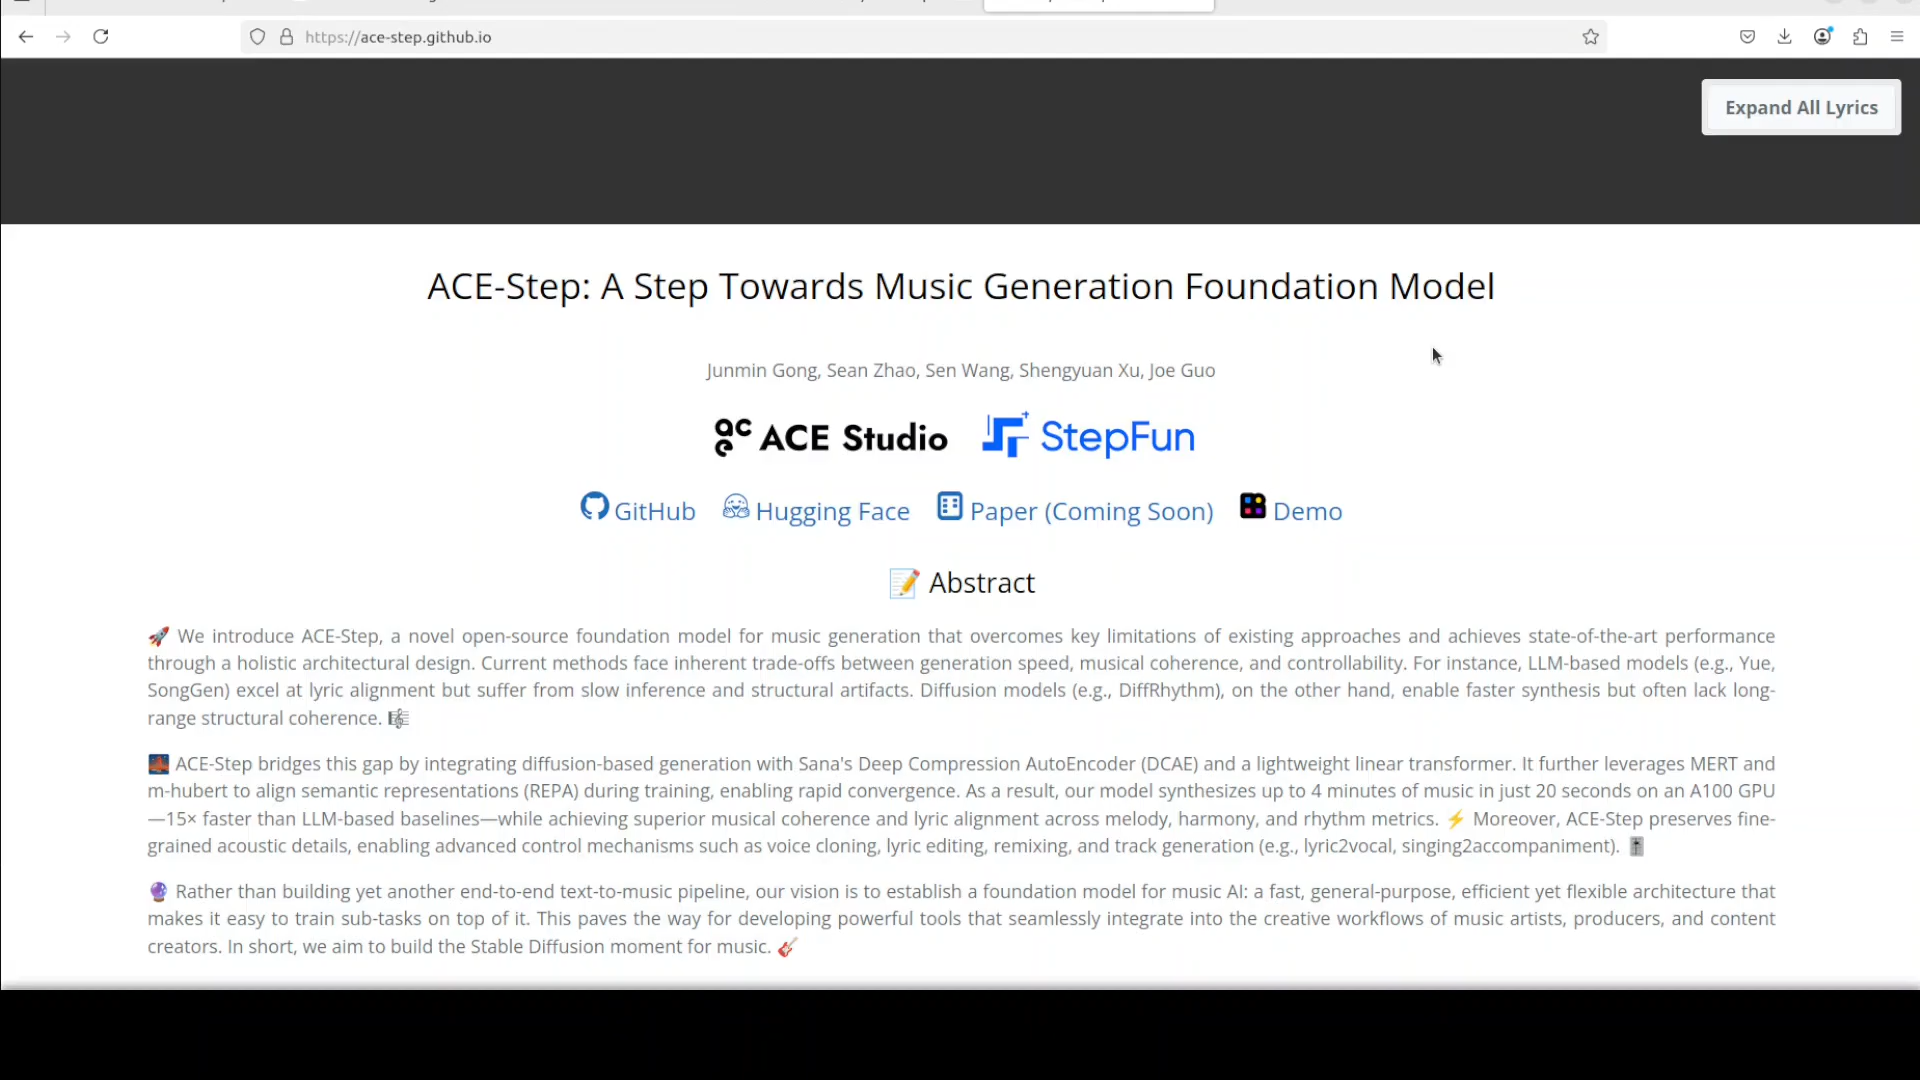 https://ace-step.github.io
Expand All Lyrics
ACE-Step: A Step Towards Music Generation Foundation Model
Junmin Gong, Sean Zhao, Sen Wang, Shengyuan Xu, Joe Guo
ACE Studio StepFun
GitHub Hugging Face Paper (Coming Soon) Demo
📝 Abstract
🚀 We introduce ACE-Step, a novel open-source foundation model for music generation that overcomes key limitations of existing approaches and achieves state-of-the-art performance
through a holistic architectural design. Current methods face inherent trade-offs between generation speed, musical coherence, and controllability. For instance, LLM-based models (e.g., Yue,
SongGen) excel at lyric alignment but suffer from slow inference and structural artifacts. Diffusion models (e.g., DiffRhythm), on the other hand, enable faster synthesis but often lack long-
range structural coherence. 🎼
🌉 ACE-Step bridges this gap by integrating diffusion-based generation with Sana's Deep Compression AutoEncoder (DCAE) and a lightweight linear transformer. It further leverages MERT and
m-hubert to align semantic representations (REPA) during training, enabling rapid convergence. As a result, our model synthesizes up to 4 minutes of music in just 20 seconds on an A100 GPU
—15× faster than LLM-based baselines—while achieving superior musical coherence and lyric alignment across melody, harmony, and rhythm metrics. ⚡ Moreover, ACE-Step preserves fine-
grained acoustic details, enabling advanced control mechanisms such as voice cloning, lyric editing, remixing, and track generation (e.g., lyric2vocal, singing2accompaniment). 🎚
🔮 Rather than building yet another end-to-end text-to-music pipeline, our vision is to establish a foundation model for music AI: a fast, general-purpose, efficient yet flexible architecture that
makes it easy to train sub-tasks on top of it. This paves the way for developing powerful tools that seamlessly integrate into the creative workflows of music artists, producers, and content
creators. In short, we aim to build the Stable Diffusion moment for music. 🎸